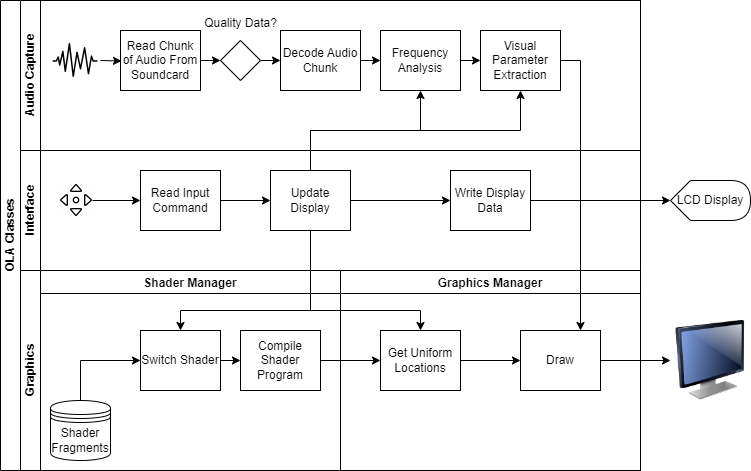 OLA Classes
Audio Capture
Quality Data?
Read Chunk
of Audio From
Soundcard
Decode Audio
Chunk
Frequency
Analysis
Visual
Parameter
Extraction
Interface
Read Input
Command
Update
Display
Write Display
Data
LCD Display
Graphics
Shader Manager
Graphics Manager
Switch Shader
Compile
Shader
Program
Get Uniform
Locations
Draw
Shader
Fragments